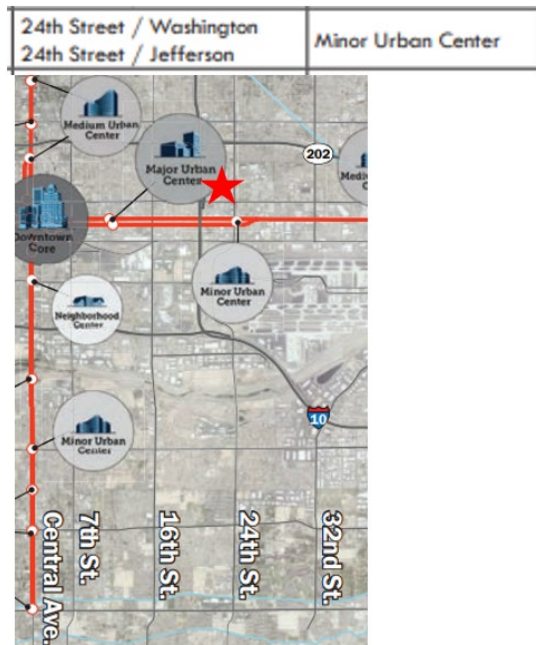 24th Street / Washington
24th Street / Jefferson
Minor Urban Center
Medium Urban
Center
Major Urban
Center
202
Downtown
Core
Minor Urban
Center
Neighborhood
Center
10
Minor Urban
Center
Central Ave.
7th St.
16th St.
24th St.
32nd St.